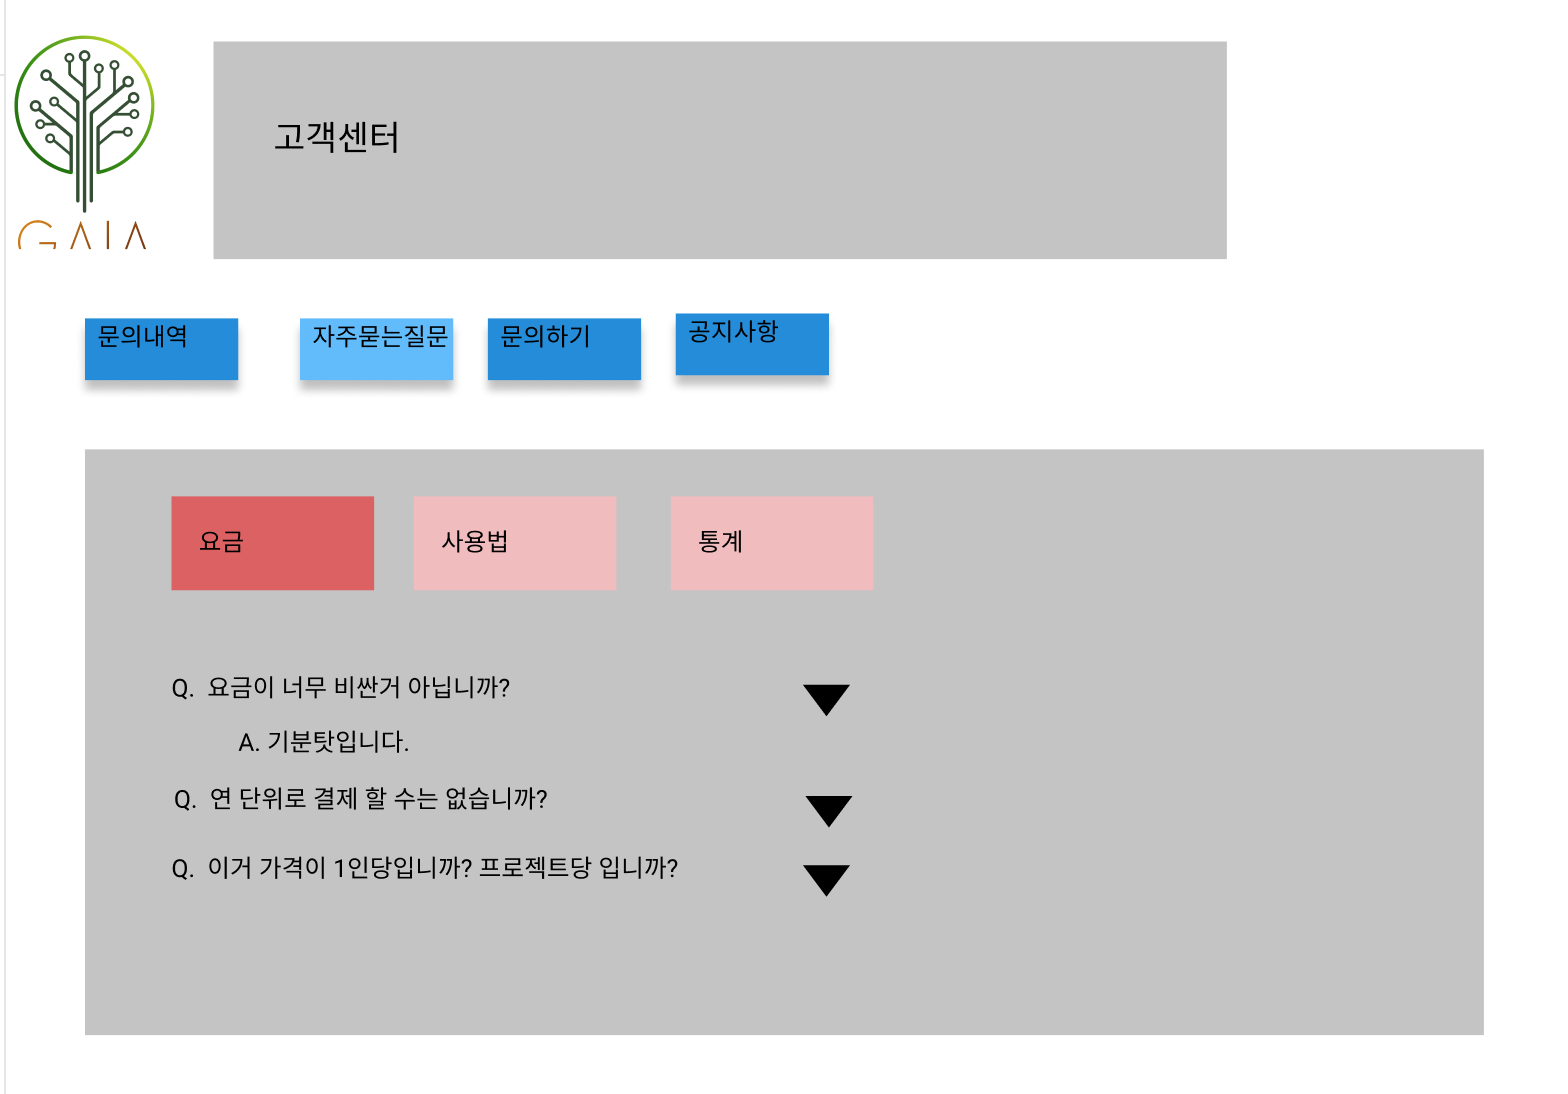 GAIA
고객센터
문의내역
자주묻는질문
문의하기
공지사항
요금
사용법
통계
Q. 요금이 너무 비싼거 아닙니까?
A. 기분탓입니다.
Q. 연 단위로 결제 할 수는 없습니까?
Q. 이거 가격이 1인당입니까? 프로젝트당 입니까?